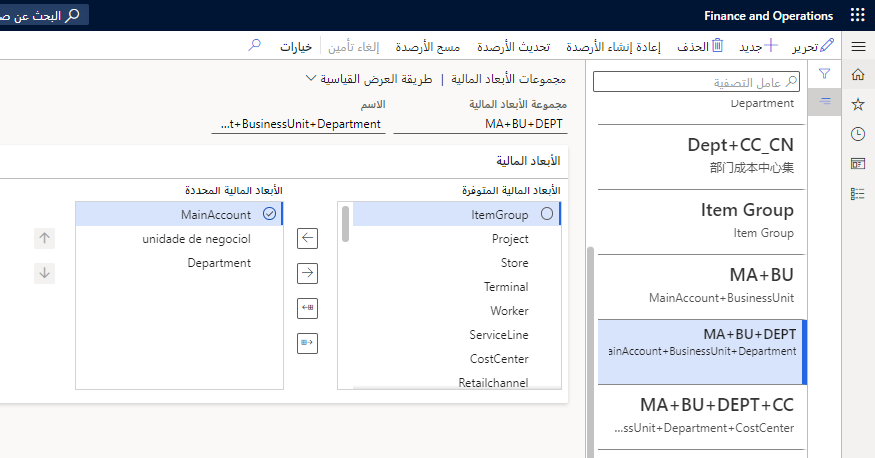 Finance and Operations
البحث عن صـ
تحرير
جديد
الحذف
إعادة إنشاء الأرصدة
تحديث الأرصدة
مسح الأرصدة
إلغاء تأمين
خيارات
عامل التصفية
Department
Dept+CC_CN
部门成本中心集
Item Group
Item Group
MA+BU
MainAccount+BusinessUnit
MA+BU+DEPT
ainAccount+BusinessUnit+Department
MA+BU+DEPT+CC
...ssUnit+Department+CostCenter
مجموعات الأبعاد المالية | طريقة العرض القياسية
مجموعة الأبعاد المالية
MA+BU+DEPT
الاسم
...t+BusinessUnit+Department
الأبعاد المالية
الأبعاد المالية المتوفرة
ItemGroup
Project
Store
Terminal
Worker
ServiceLine
CostCenter
Retailchannel
الأبعاد المالية المحددة
MainAccount
unidade de negociol
Department